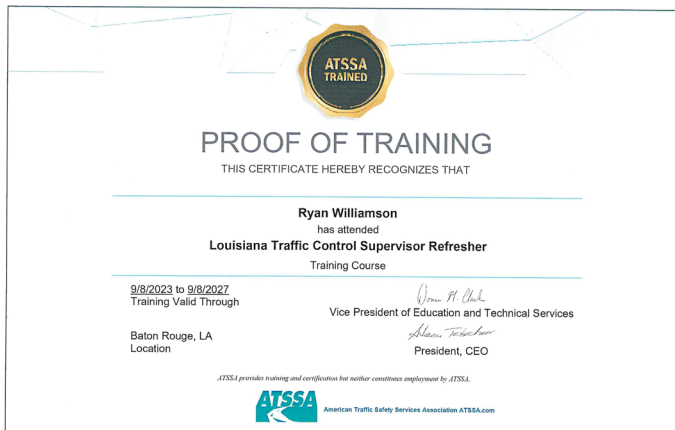 ATSSA
TRAINED
PROOF OF TRAINING
THIS CERTIFICATE HEREBY RECOGNIZES THAT
Ryan Williamson
has attended
Louisiana Traffic Control Supervisor Refresher
Training Course
9/8/2023 to 9/8/2027
Training Valid Through
Vice President of Education and Technical Services
Baton Rouge, LA
Location
President, CEO
ATSSA provides training and certification but neither constitutes employment by ATSSA.
ATSSA
American Traffic Safety Services Association ATSSA.com